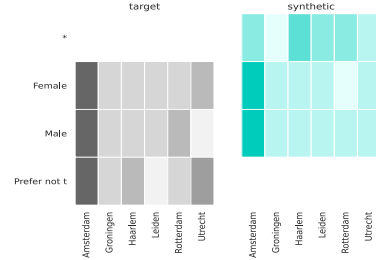 target
synthetic
*
Female
Male
Prefer not t
Amsterdam
Groningen
Haarlem
Leiden
Rotterdam
Utrecht
Amsterdam
Groningen
Haarlem
Leiden
Rotterdam
Utrecht